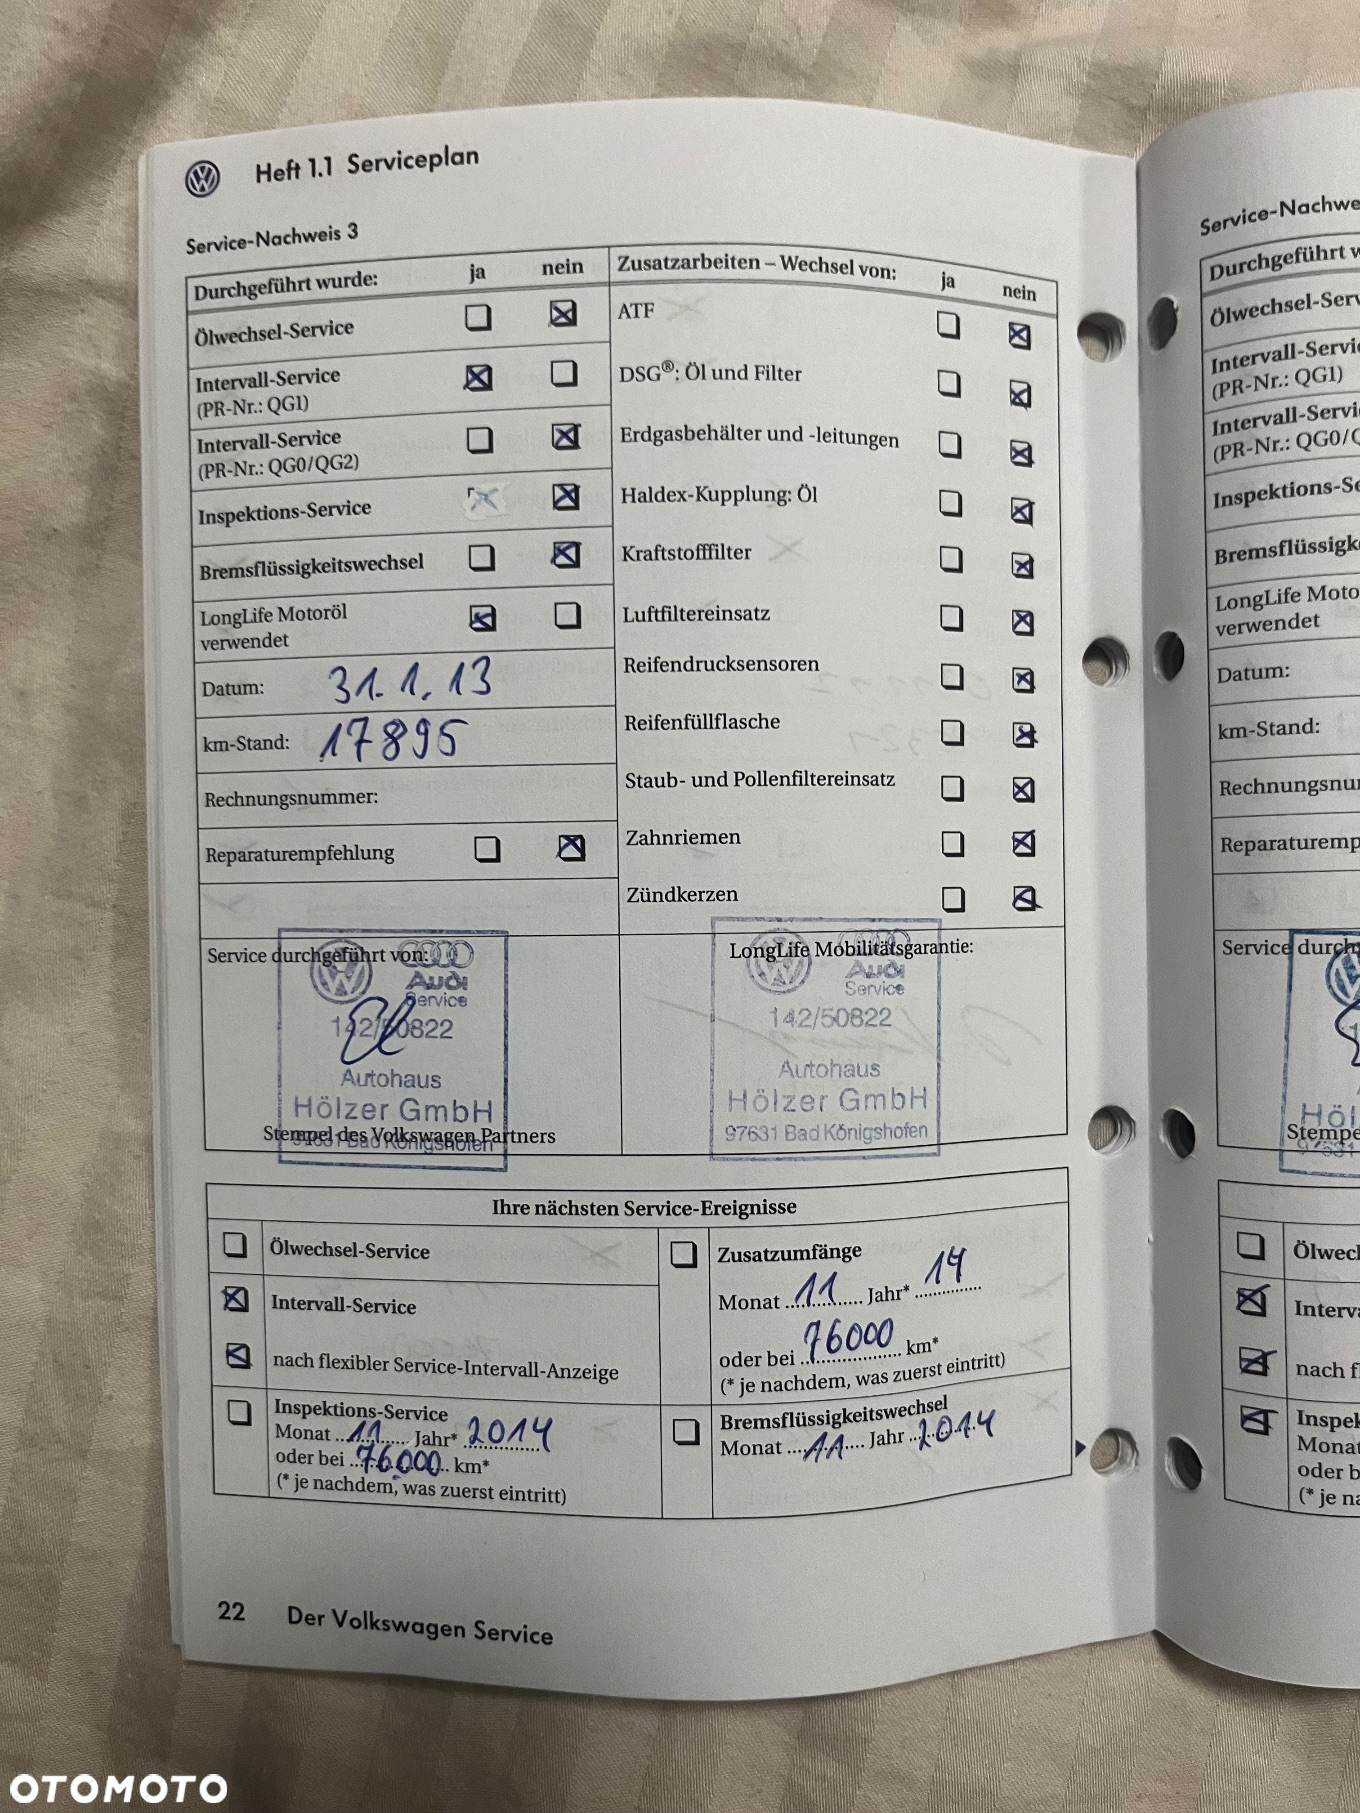 Heft 1.1 Serviceplan
Service-Nachweis 3
Durchgeführt wurde: ja nein
Ölwechsel-Service
Intervall-Service
(PR-Nr.: QG1)
Intervall-Service
(PR-Nr.: QG0/QG2)
Inspektions-Service
Bremsflüssigkeitswechsel
LongLife Motoröl
verwendet
Datum: 31.1.13
km-Stand: 17895
Rechnungsnummer:
Reparaturempfehlung
Zusatzarbeiten – Wechsel von: ja nein
ATF
DSG®: Öl und Filter
Erdgasbehälter und -leitungen
Haldex-Kupplung: Öl
Kraftstofffilter
Luftfiltereinsatz
Reifendrucksensoren
Reifenfüllflasche
Staub- und Pollenfiltereinsatz
Zahnriemen
Zündkerzen
Service durchgeführt von:
Audi
Service
142/50822
Autohaus
Hölzer GmbH
97631 Bad Königshofen
Stempel des Volkswagen Partners
LongLife Mobilitätsgarantie:
Audi
Service
142/50822
Autohaus
Hölzer GmbH
97631 Bad Königshofen
Ihre nächsten Service-Ereignisse
Ölwechsel-Service
Intervall-Service
nach flexibler Service-Intervall-Anzeige
Inspektions-Service
Monat 11 Jahr* 2014
oder bei 76000 km*
(* je nachdem, was zuerst eintritt)
Zusatzumfänge
Monat 11 Jahr* 14
oder bei 76000 km*
(* je nachdem, was zuerst eintritt)
Bremsflüssigkeitswechsel
Monat 11 Jahr 2014
22 Der Volkswagen Service
Service-Nachwe
Durchgeführt w
Ölwechsel-Serv
Intervall-Servi
(PR-Nr.: QG1)
Intervall-Servi
(PR-Nr.: QG0/Q
Inspektions-Se
Bremsflüssigk
LongLife Moto
verwendet
Datum:
km-Stand:
Rechnungsnu
Reparaturemp
Service durch
Höl
Stempe
97631
Ölwec
Interva
nach f
Inspek
Monat
oder b
(* je na
OTOMOTO